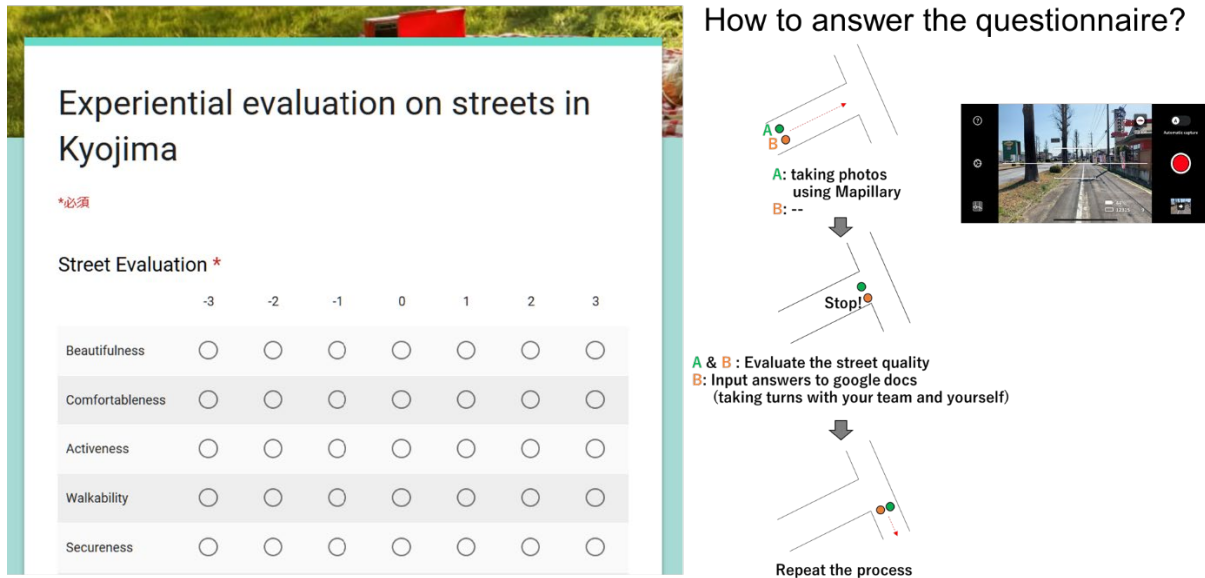 Experiential evaluation on streets in
Kyojima
*必須
Street Evaluation *
-3 -2 -1 0 1 2 3
Beautifulness
Comfortableness
Activeness
Walkability
Secureness
How to answer the questionnaire?
A
B
A: taking photos
using Mapillary
B: --
Automatic capture
Stop!
A & B : Evaluate the street quality
B: Input answers to google docs
(taking turns with your team and yourself)
Repeat the process